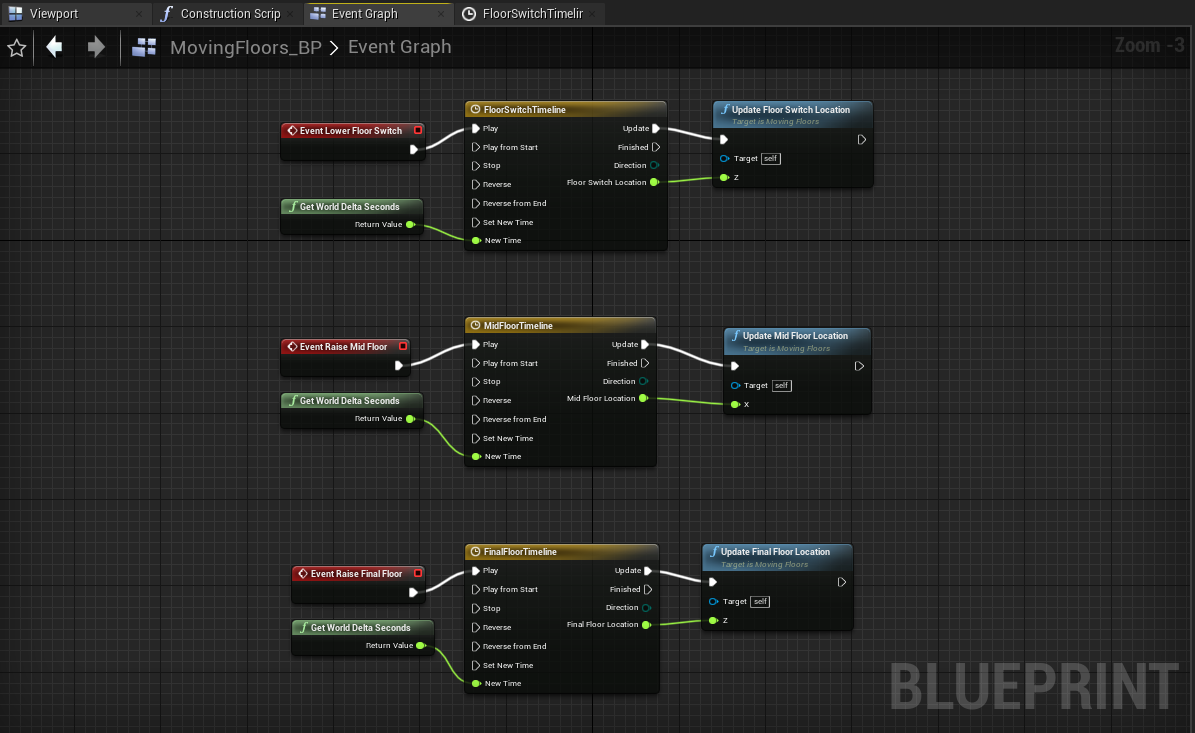 Viewport
Construction Scrip
Event Graph
FloorSwitchTimelir
MovingFloors_BP > Event Graph
Zoom -3
Event Lower Floor Switch
Get World Delta Seconds
Return Value
FloorSwitchTimeline
Play
Update
Play from Start
Finished
Stop
Direction
Reverse
Floor Switch Location
Reverse from End
Set New Time
New Time
Update Floor Switch Location
Target is Moving Floors
Target self
Z
Event Raise Mid Floor
Get World Delta Seconds
Return Value
MidFloorTimeline
Play
Update
Play from Start
Finished
Stop
Direction
Reverse
Mid Floor Location
Reverse from End
Set New Time
New Time
Update Mid Floor Location
Target is Moving Floors
Target self
X
Event Raise Final Floor
Get World Delta Seconds
Return Value
FinalFloorTimeline
Play
Update
Play from Start
Finished
Stop
Direction
Reverse
Final Floor Location
Reverse from End
Set New Time
New Time
Update Final Floor Location
Target is Moving Floors
Target self
Z
BLUEPRINT